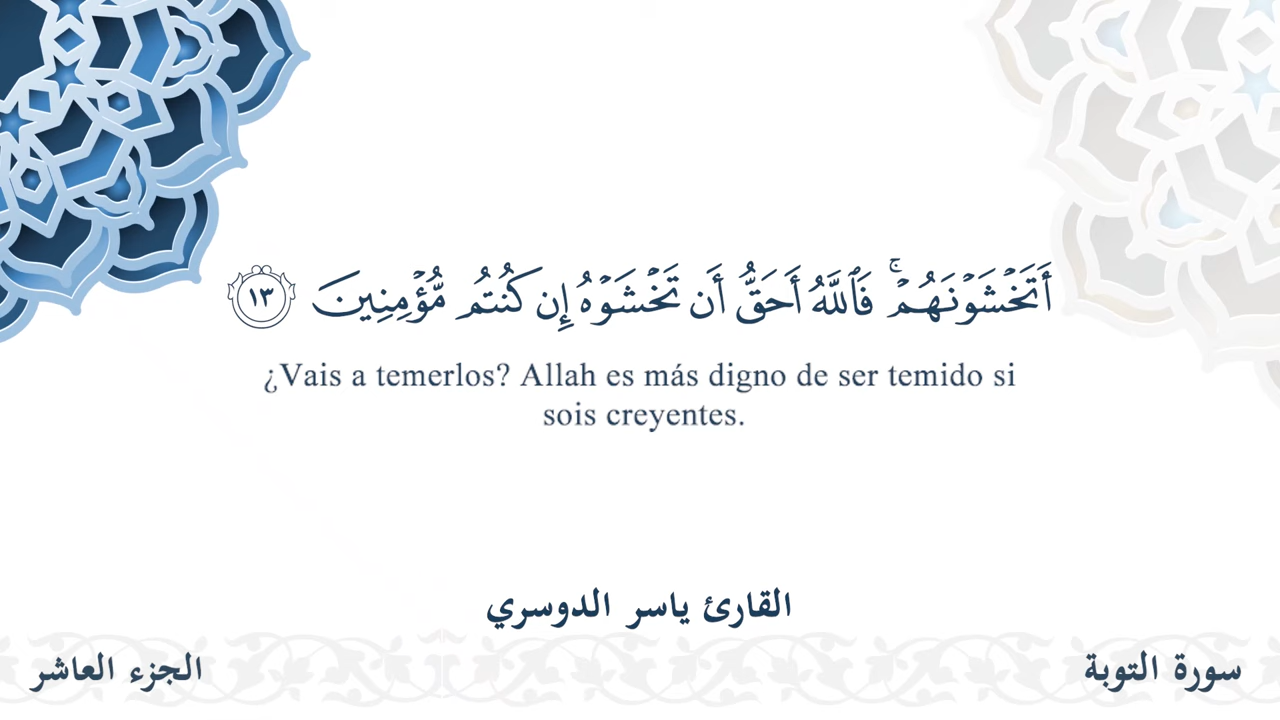 أَتَخۡشَوۡنَهُمۡۚ فَٱللَّهُ أَحَقُّ أَن تَخۡشَوۡهُ إِن كُنتُم مُّؤۡمِنِينَ ١٣
¿Vais a temerlos? Allah es más digno de ser temido si
sois creyentes.
القارئ ياسر الدوسري
سورة التوبة
الجزء العاشر